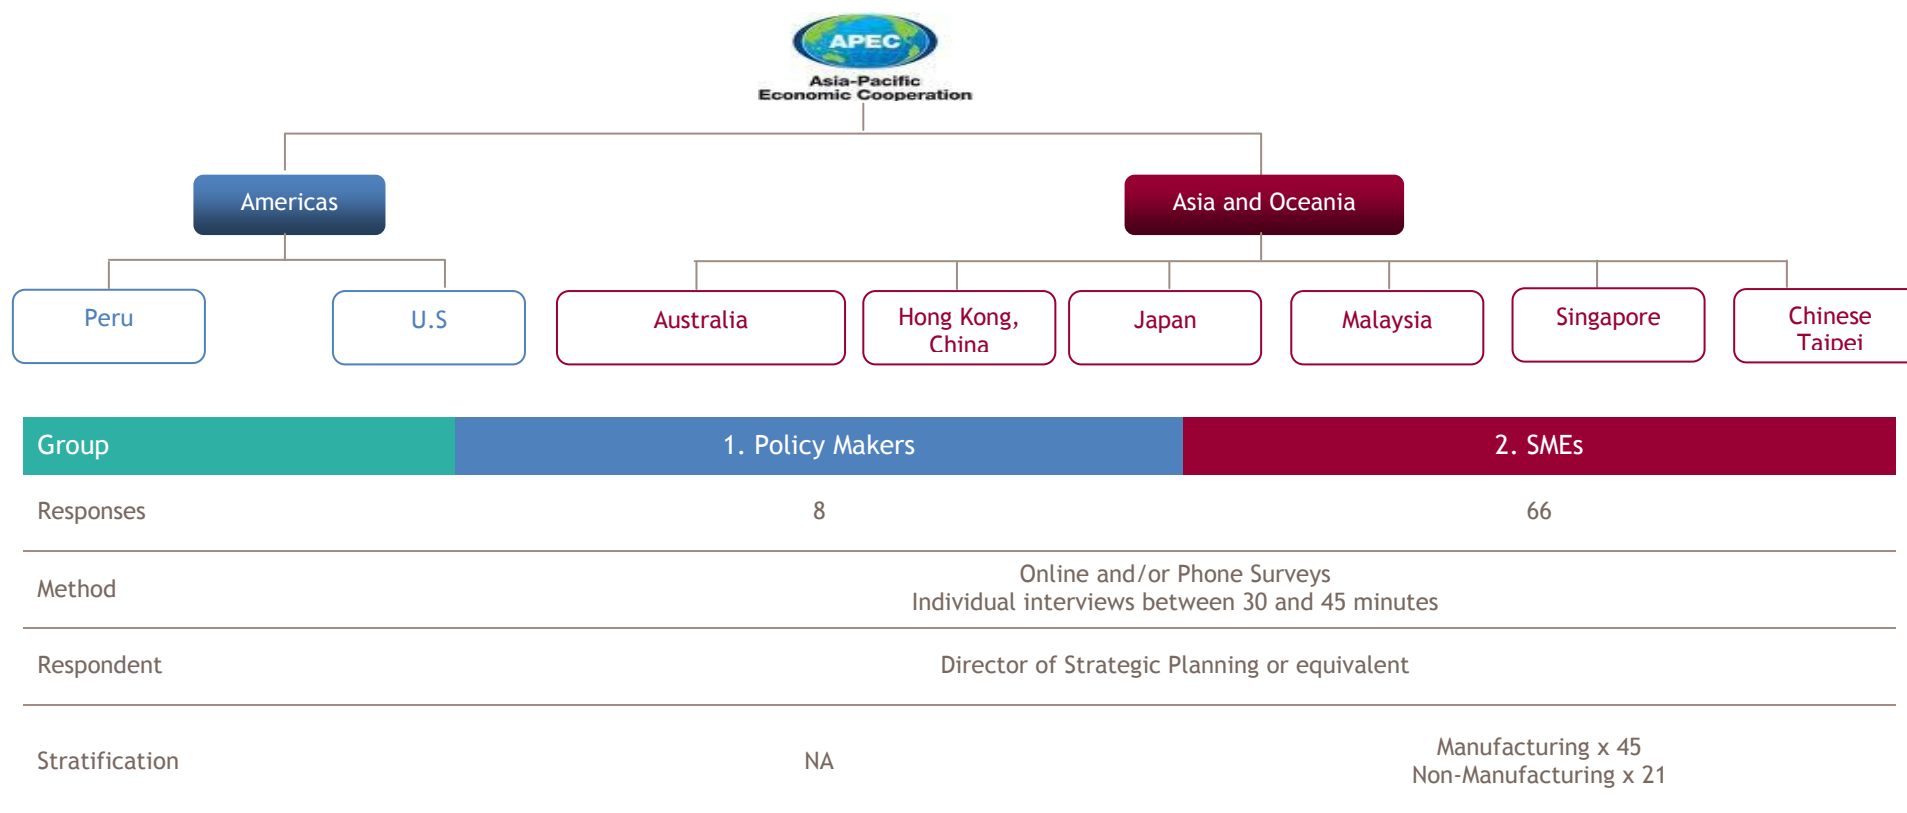 APEC
Asia-Pacific
Economic Cooperation
Americas
Asia and Oceania
Peru
U.S
Australia
Hong Kong,
China
Japan
Malaysia
Singapore
Chinese
Taipei
Group
1. Policy Makers
2. SMEs
Responses
8
66
Method
Online and/or Phone Surveys
Individual interviews between 30 and 45 minutes
Respondent
Director of Strategic Planning or equivalent
Stratification
NA
Manufacturing x 45
Non-Manufacturing x 21